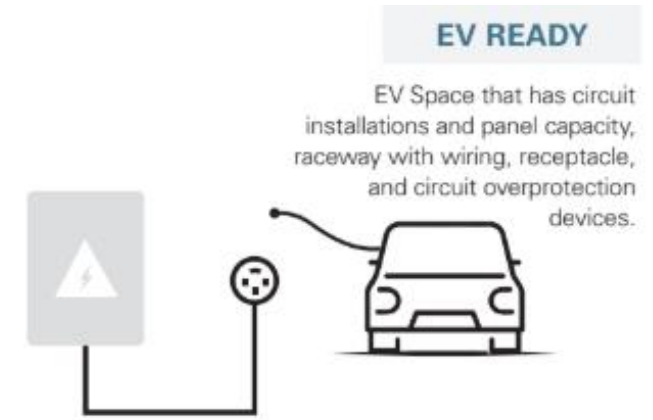 EV READY
EV Space that has circuit
installations and panel capacity,
raceway with wiring, receptacle,
and circuit overprotection
devices.